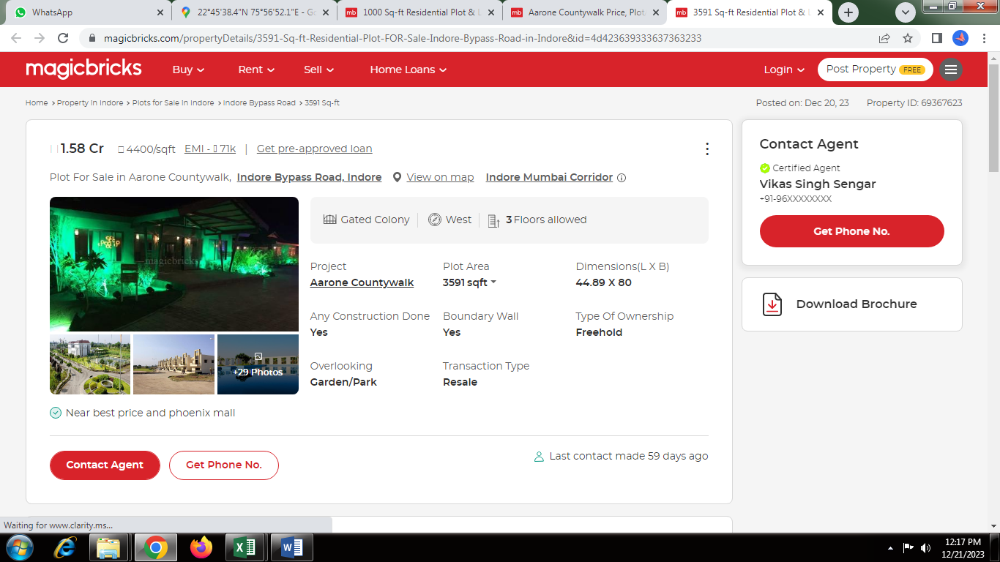 WhatsApp
22°45'38.4"N 75°56'52.1"E - Go
1000 Sq-ft Residential Plot & L
Aarone Countywalk Price, Plot
3591 Sq-ft Residential Plot & L
magicbricks.com/propertyDetails/3591-Sq-ft-Residential-Plot-FOR-Sale-Indore-Bypass-Road-in-Indore&id=4d423639333637363233
magicbricks Buy Rent Sell Home Loans Login Post Property FREE
Home > Property in Indore > Plots for Sale in Indore > Indore Bypass Road > 3591 Sq-ft
Posted on: Dec 20, 23 Property ID: 69367623
1.58 Cr 4400/sqft EMI - 71k | Get pre-approved loan
Plot For Sale in Aarone Countywalk, Indore Bypass Road, Indore View on map Indore Mumbai Corridor
magicbricks
+29 Photos
Gated Colony West 3 Floors allowed
Project Plot Area Dimensions(L X B)
Aarone Countywalk 3591 sqft 44.89 X 80
Any Construction Done Boundary Wall Type Of Ownership
Yes Yes Freehold
Overlooking Transaction Type
Garden/Park Resale
Near best price and phoenix mall
Contact Agent Get Phone No. Last contact made 59 days ago
Contact Agent
Certified Agent
Vikas Singh Sengar
+91-96XXXXXXXX
Get Phone No.
Download Brochure
Waiting for www.clarity.ms...
12:17 PM
12/21/2023